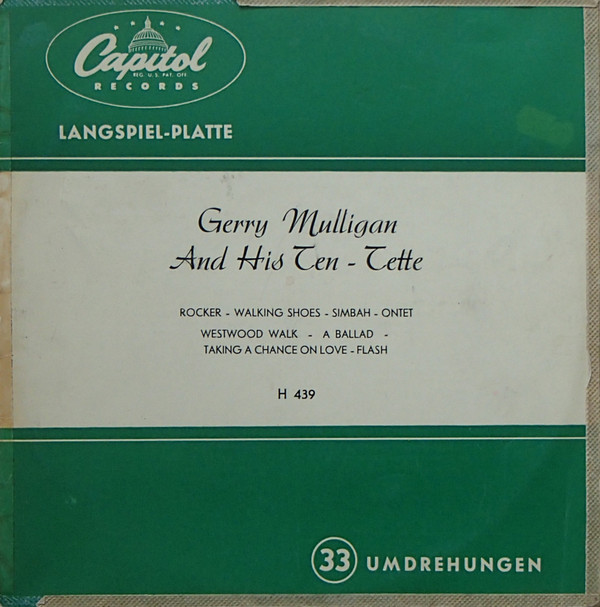 Capitol
REG. U.S. PAT. OFF.
RECORDS
LANGSPIEL-PLATTE
Gerry Mulligan
And His Ten - Tette
ROCKER - WALKING SHOES - SIMBAH - ONTET
WESTWOOD WALK - A BALLAD -
TAKING A CHANCE ON LOVE - FLASH
H 439
33 UMDREHUNGEN